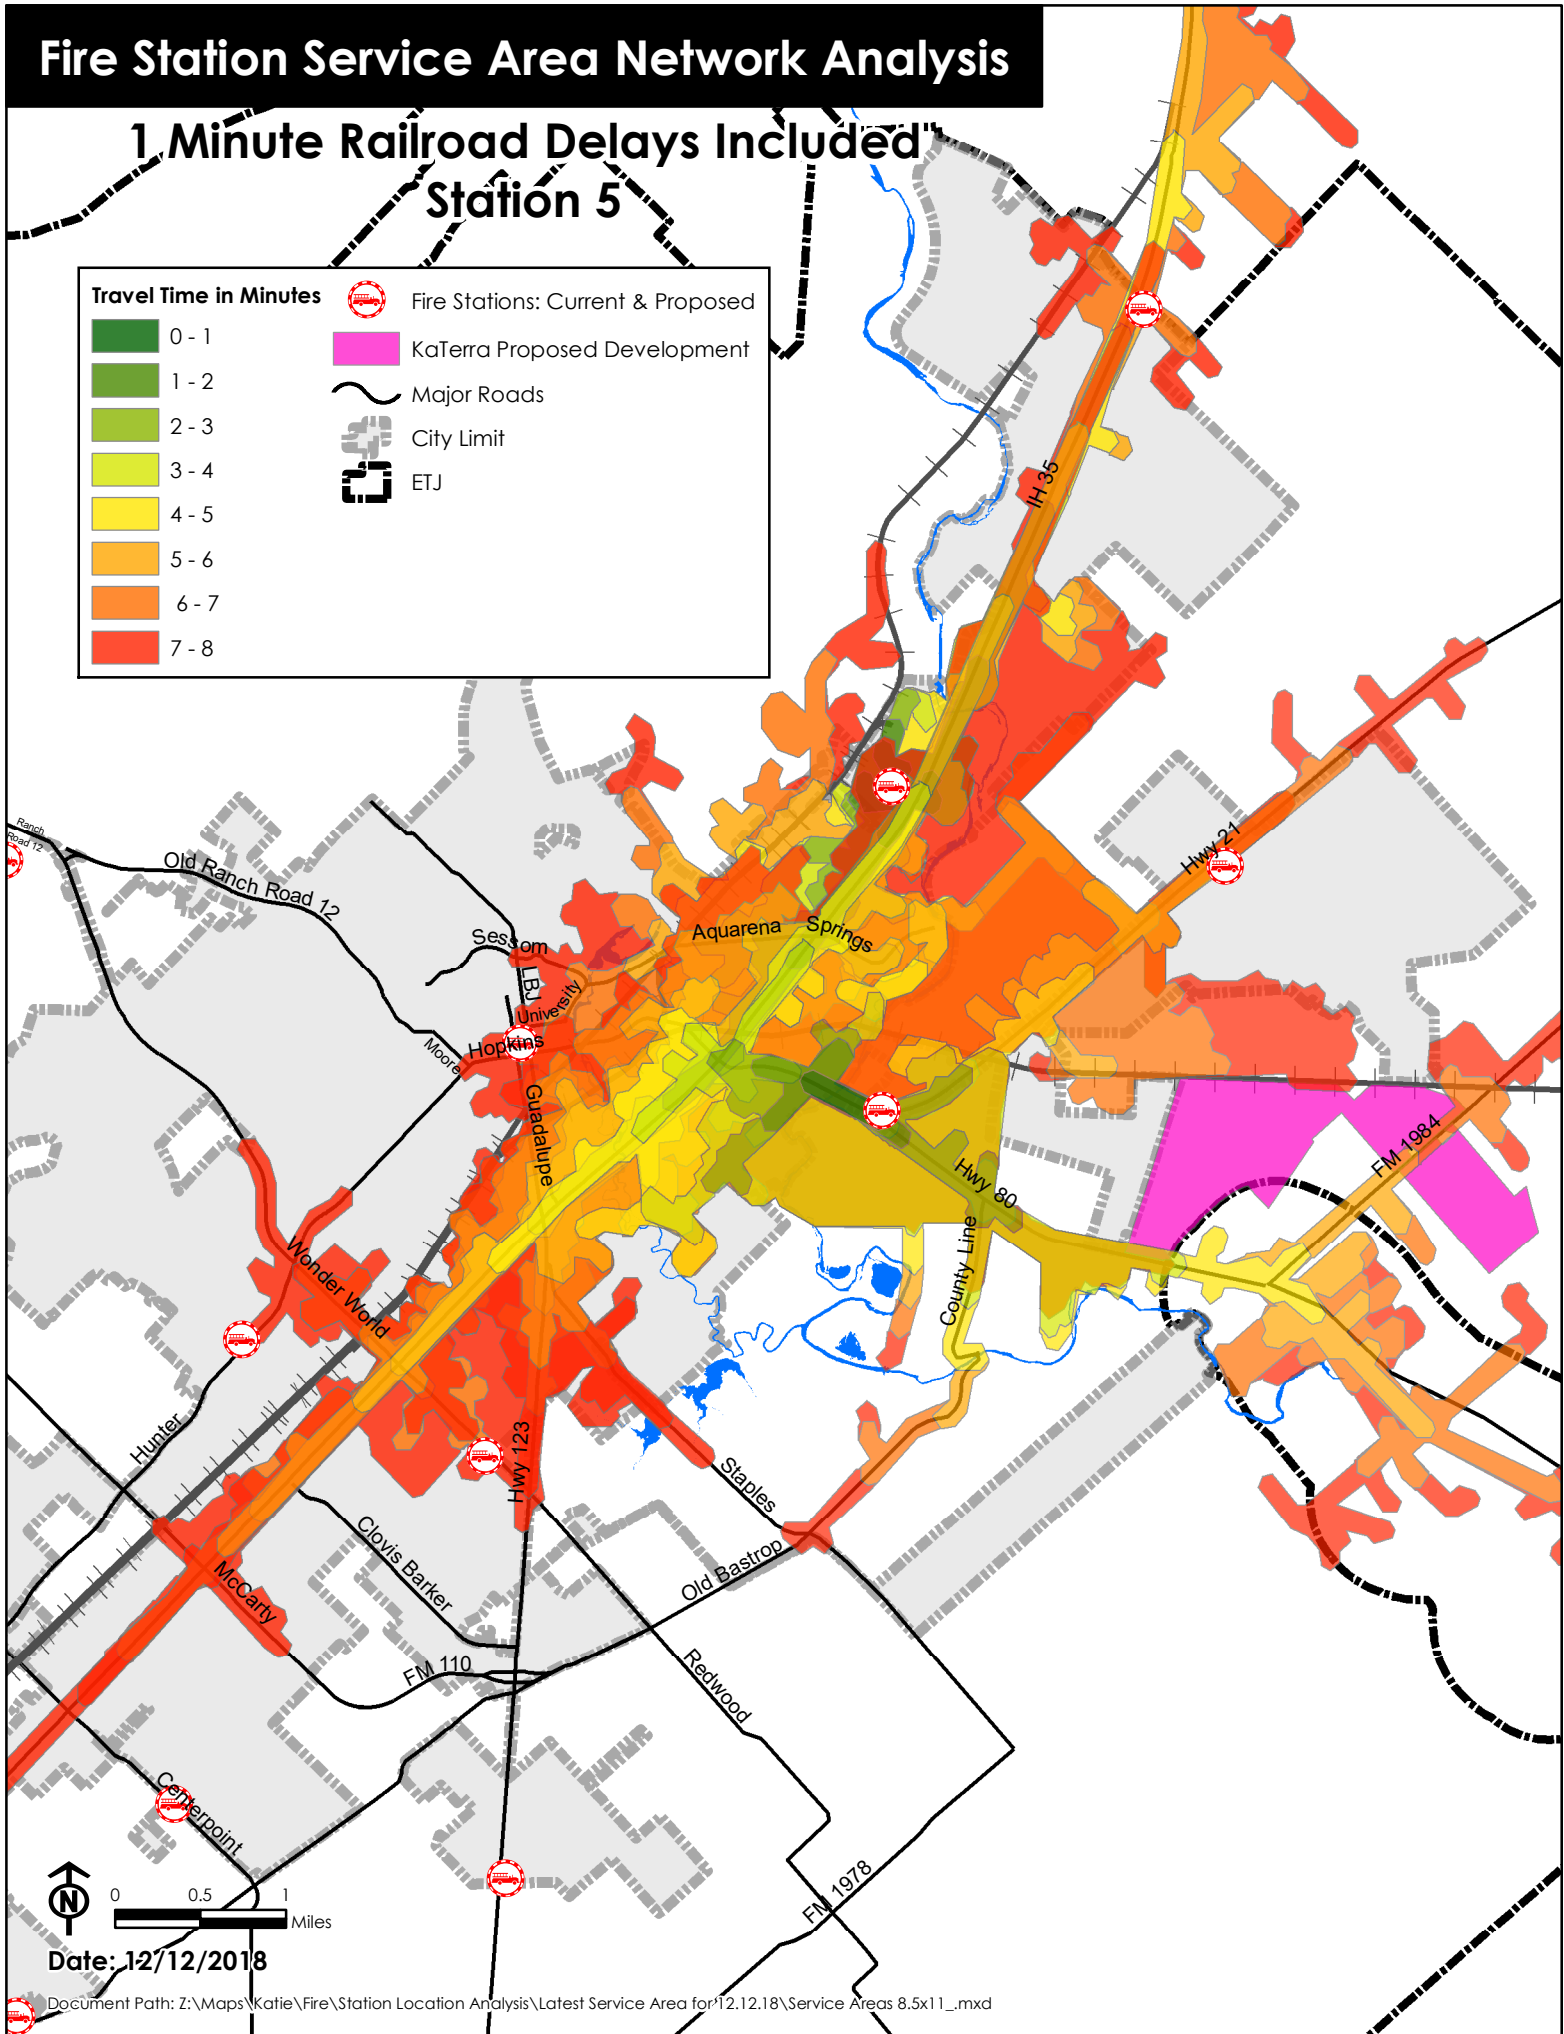 Fire Station Service Area Network Analysis
1 Minute Railroad Delays Included
Station 5
Travel Time in Minutes
0 - 1
1 - 2
2 - 3
3 - 4
4 - 5
5 - 6
6 - 7
7 - 8
Fire Stations: Current & Proposed
KaTerra Proposed Development
Major Roads
City Limit
ETJ
IH 35
Ranch
Road 12
Old Ranch Road 12
Hwy 21
Sessom
LBJ
University
Aquarena Springs
Hopkins
Moore
Guadalupe
FM 1984
Hwy 80
County Line
Wonder World
Hunter
Hwy 123
Staples
Clovis Barker
Old Bastrop
McCarty
FM 110
Redwood
Centerpoint
FM 1978
N
0 0.5 1
Miles
Date: 12/12/2018
Document Path: Z:\Maps\Katie\Fire\Station Location Analysis\Latest Service Area for 12.12.18\Service Areas 8.5x11_.mxd